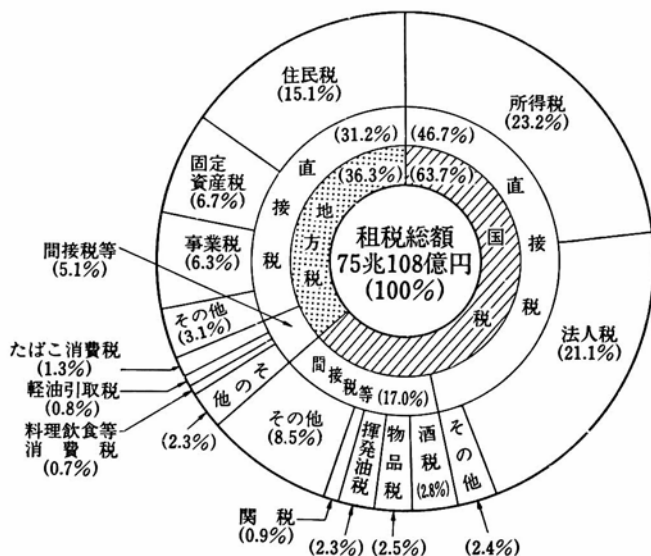 租税総額
75兆108億円
(100%)
国税
(63.7%)
地方税
(36.3%)
直接税
(46.7%)
間接税等(17.0%)
直接税
(31.2%)
間接税等
(5.1%)
所得税
(23.2%)
法人税
(21.1%)
その他
(2.4%)
酒税
(2.8%)
物品税
(2.5%)
揮発油税
(2.3%)
関税
(0.9%)
その他
(8.5%)
その他
(2.3%)
料理飲食等
消費税
(0.7%)
軽油引取税
(0.8%)
たばこ消費税
(1.3%)
その他
(3.1%)
事業税
(6.3%)
固定
資産税
(6.7%)
住民税
(15.1%)